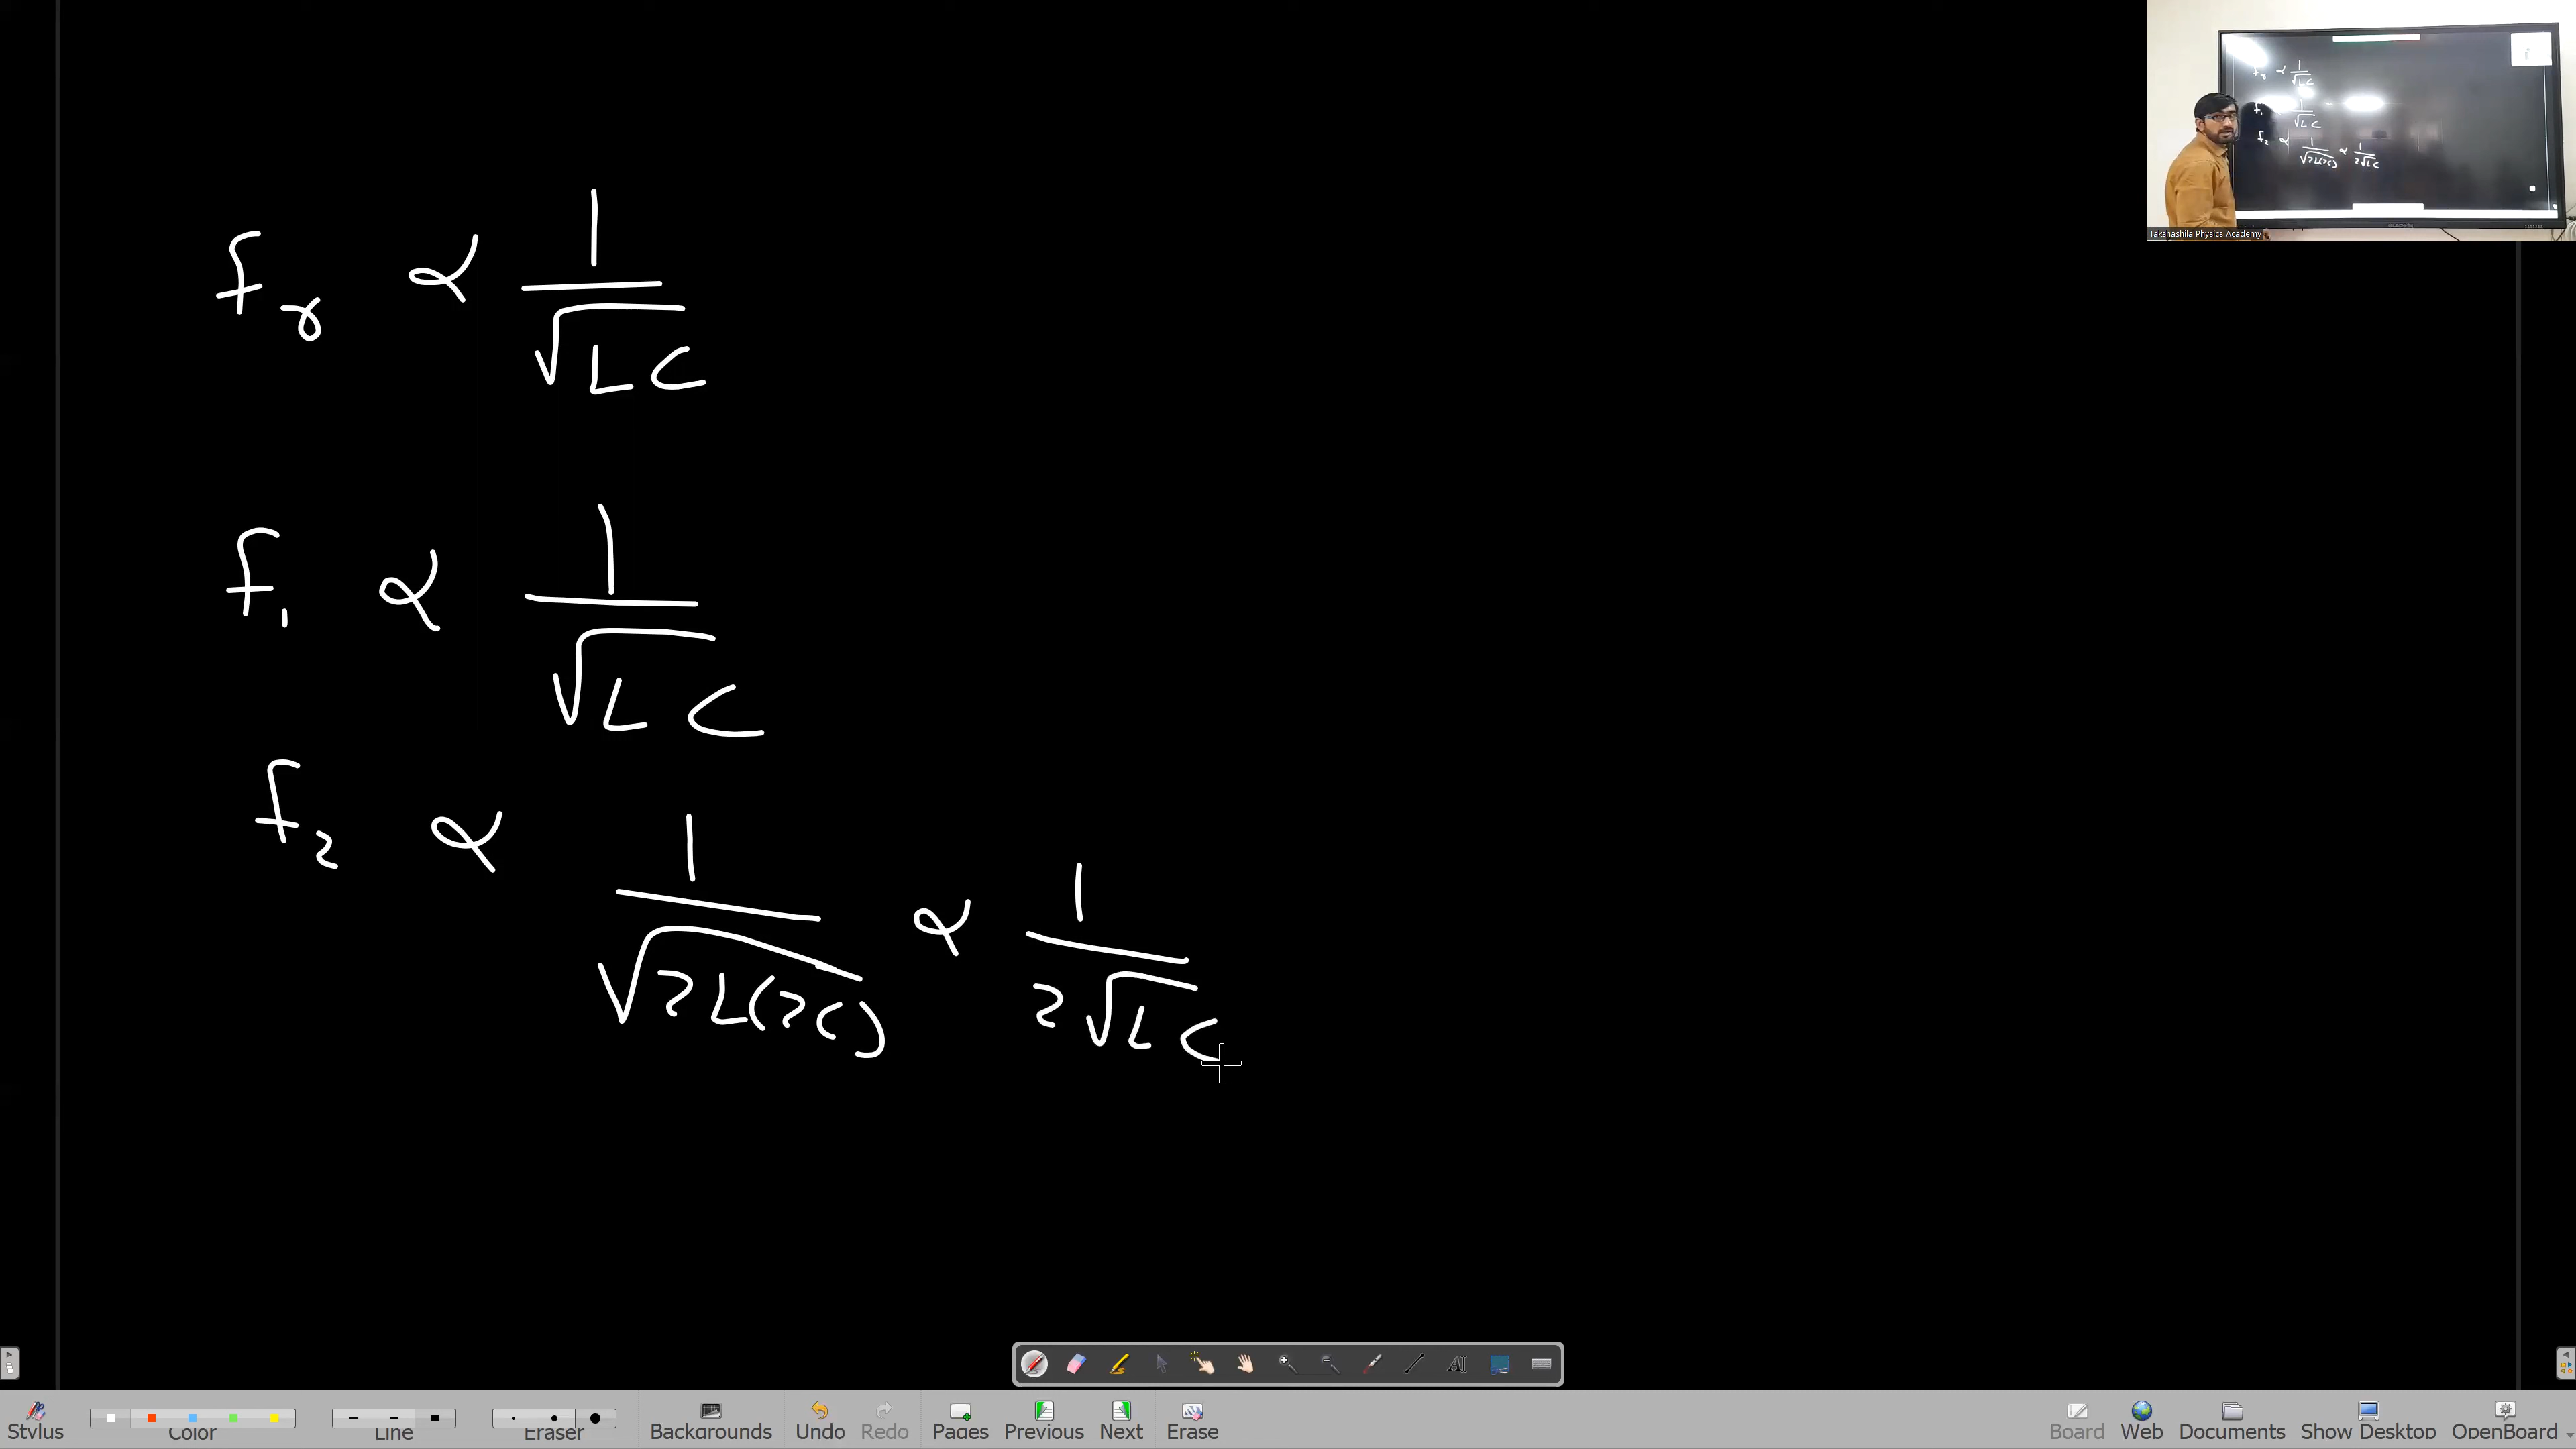 Takshashila Physics Academy
fr ∝ 1/√LC
f₁ ∝ 1/√LC
f₂ ∝ 1/√2L(2C) ∝ 1/2√LC
Stylus Color Line Eraser Backgrounds Undo Redo Pages Previous Next Erase Board Web Documents Show Desktop OpenBoard